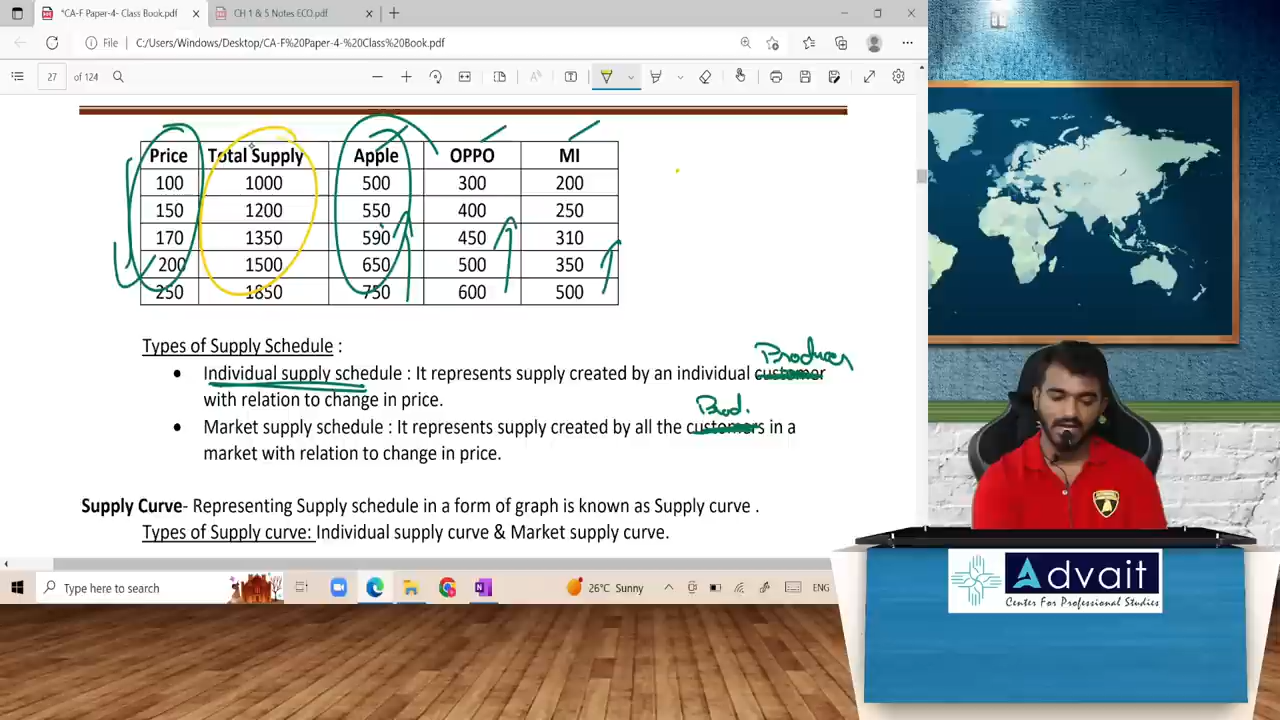 *CA-F Paper-4- Class Book.pdf
CH 1 & 5 Notes ECO.pdf
File
C:/Users/Windows/Desktop/CA-F%20Paper-4-%20Class%20Book.pdf
27 of 124
Price Total Supply Apple OPPO MI
100 1000 500 300 200
150 1200 550 400 250
170 1350 590 450 310
200 1500 650 500 350
250 1850 750 600 500
Types of Supply Schedule :
Producer
• Individual supply schedule : It represents supply created by an individual customer
with relation to change in price.
Prod.
• Market supply schedule : It represents supply created by all the customers in a
market with relation to change in price.
Supply Curve- Representing Supply schedule in a form of graph is known as Supply curve .
Types of Supply curve: Individual supply curve & Market supply curve.
Type here to search
26°C Sunny
ENG
Advait
Center For Professional Studies